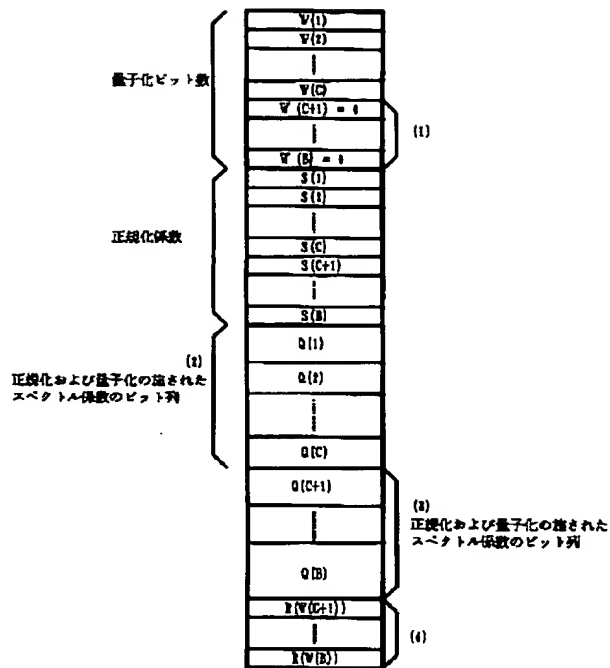 量子化ビット数
W(1)
W(2)
W(C)
W'(C+1) =
W'(B) =
(1)
正規化係数
S(1)
S(2)
S(C)
S(C+1)
S(B)
(2)
正規化および量子化の施された
スペクトル係数のビット列
Q(1)
Q(2)
Q(C)
Q(C+1)
Q(B)
(3)
正規化および量子化の施された
スペクトル係数のビット列
R(W(C+1))
R(W(B))
(4)